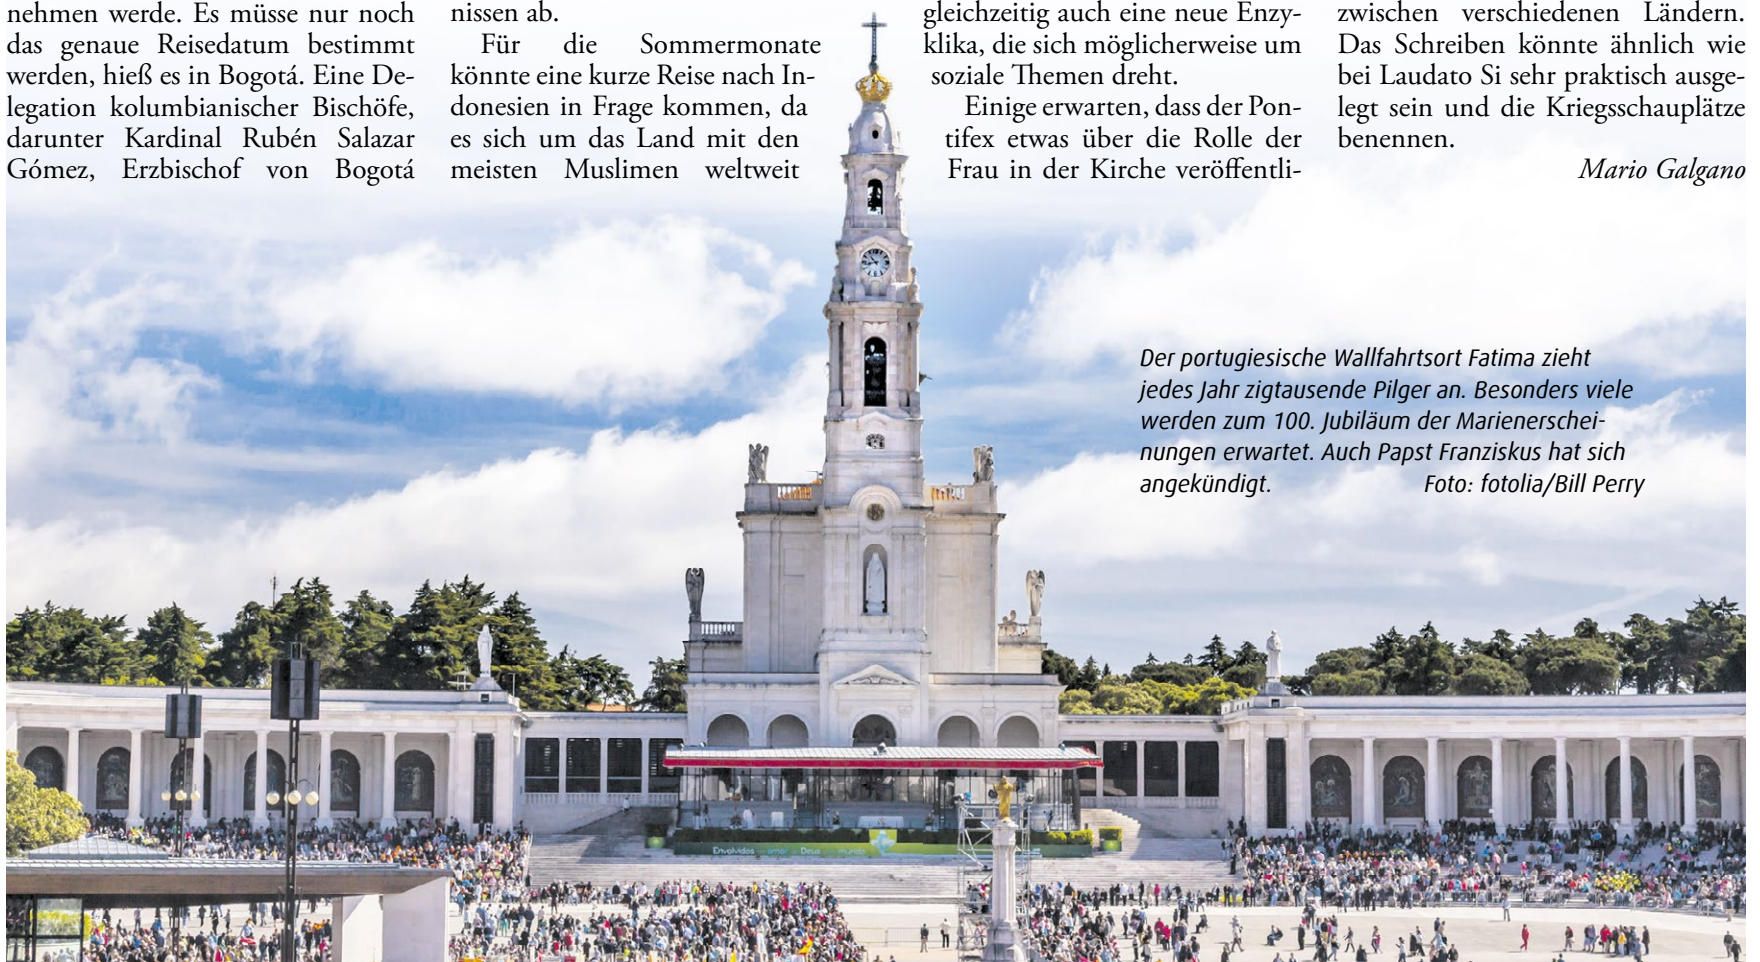 nehmen werde. Es müsse nur noch
das genaue Reisedatum bestimmt
werden, hieß es in Bogotá. Eine De-
legation kolumbianischer Bischöfe,
darunter Kardinal Rubén Salazar
Gómez, Erzbischof von Bogotá
nissen ab.
Für die Sommermonate
könnte eine kurze Reise nach In-
donesien in Frage kommen, da
es sich um das Land mit den
meisten Muslimen weltweit
gleichzeitig auch eine neue Enzy-
klika, die sich möglicherweise um
soziale Themen dreht.
Einige erwarten, dass der Pon-
tifex etwas über die Rolle der
Frau in der Kirche veröffentli-
zwischen verschiedenen Ländern.
Das Schreiben könnte ähnlich wie
bei Laudato Si sehr praktisch ausge-
legt sein und die Kriegsschauplätze
benennen.
Mario Galgano
Der portugiesische Wallfahrtsort Fatima zieht
jedes Jahr zigtausende Pilger an. Besonders viele
werden zum 100. Jubiläum der Marienerschei-
nungen erwartet. Auch Papst Franziskus hat sich
angekündigt. Foto: fotolia/Bill Perry
Envolvidos amor Deus mundo